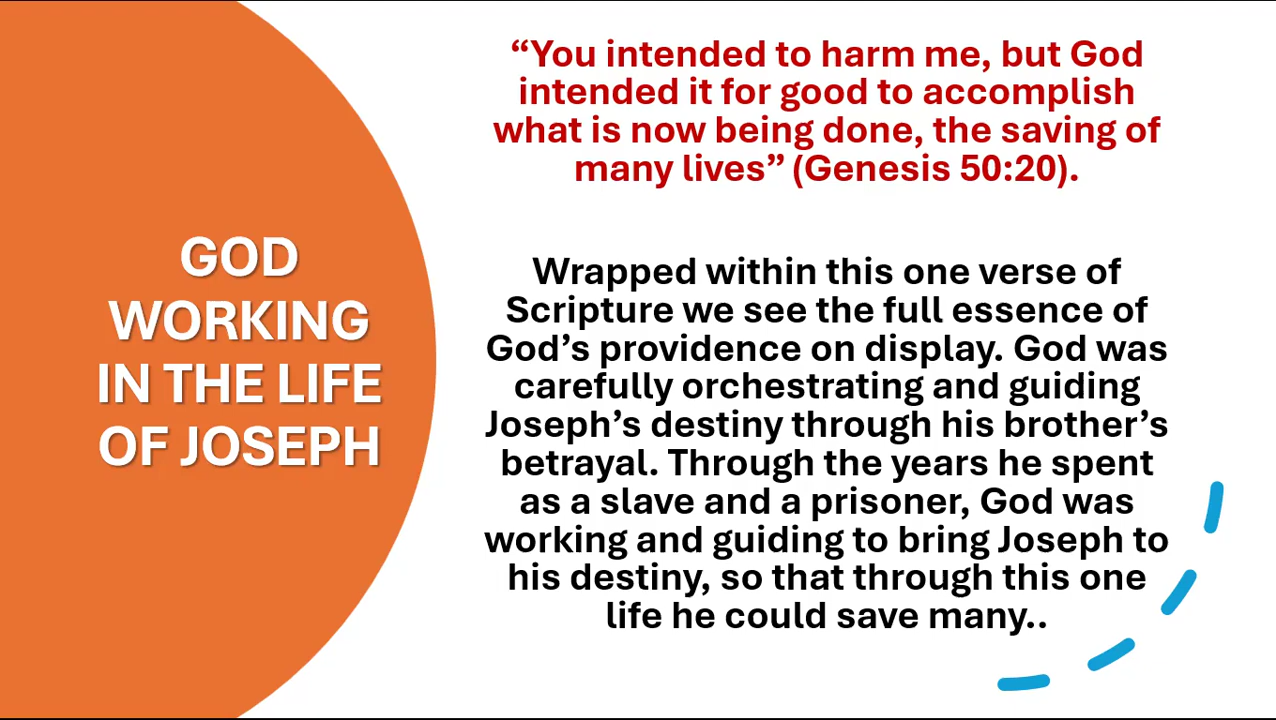 GOD
WORKING
IN THE LIFE
OF JOSEPH
“You intended to harm me, but God
intended it for good to accomplish
what is now being done, the saving of
many lives” (Genesis 50:20).
Wrapped within this one verse of
Scripture we see the full essence of
God’s providence on display. God was
carefully orchestrating and guiding
Joseph’s destiny through his brother’s
betrayal. Through the years he spent
as a slave and a prisoner, God was
working and guiding to bring Joseph to
his destiny, so that through this one
life he could save many..